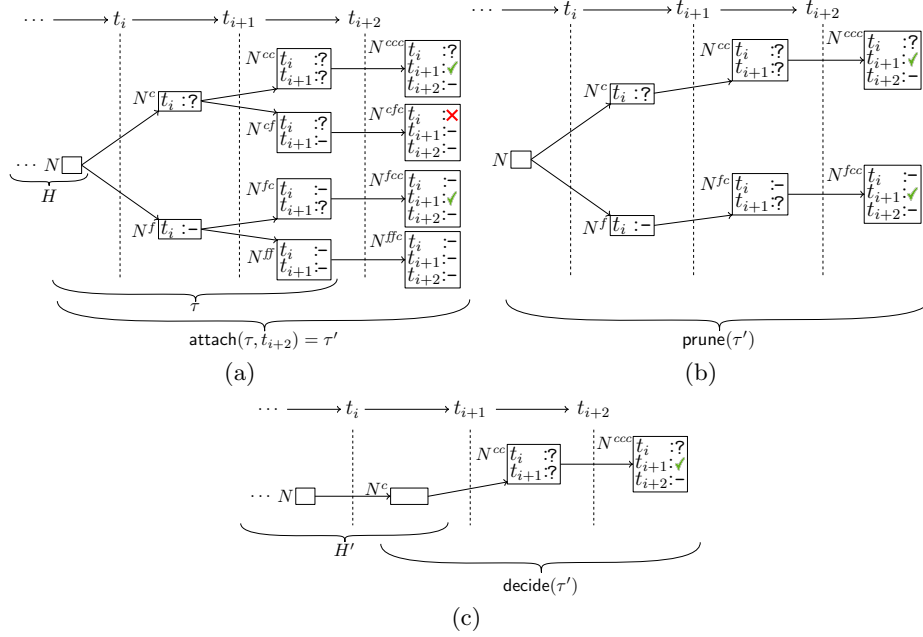 ⋯ → t_i → t_{i+1} → t_{i+2}
N^{cc} t_i :?
t_{i+1}:?
N^{ccc} t_i :?
t_{i+1}:✓
t_{i+2}:–
N^c t_i :?
N^{cf} t_i :?
t_{i+1}:–
N^{cfc} t_i :✗
t_{i+1}:–
t_{i+2}:–
⋯ N
H
N^{fc} t_i :–
t_{i+1}:?
N^{fcc} t_i :–
t_{i+1}:✓
t_{i+2}:–
N^f t_i :–
N^{ff} t_i :–
t_{i+1}:–
N^{ffc} t_i :–
t_{i+1}:–
t_{i+2}:–
τ
attach(τ, t_{i+2}) = τ′
(a)
⋯ → t_i → t_{i+1} → t_{i+2}
N^{cc} t_i :?
t_{i+1}:?
N^{ccc} t_i :?
t_{i+1}:✓
t_{i+2}:–
N^c t_i :?
N
N^{fc} t_i :–
t_{i+1}:?
N^{fcc} t_i :–
t_{i+1}:✓
t_{i+2}:–
N^f t_i :–
prune(τ′)
(b)
⋯ → t_i → t_{i+1} → t_{i+2}
N^{cc} t_i :?
t_{i+1}:?
N^{ccc} t_i :?
t_{i+1}:✓
t_{i+2}:–
⋯ N N^c
H′
decide(τ′)
(c)